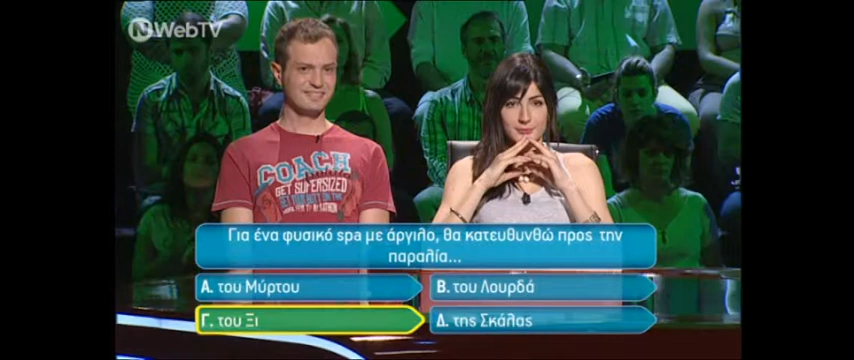 N WebTV
COACH
GET SUPERSIZED
Για ένα φυσικό spa με άργιλο, θα κατευθυνθώ προς την
παραλία...
Α. του Μύρτου
Β. του Λουρδά
Γ. του Ξι
Δ. της Σκάλας